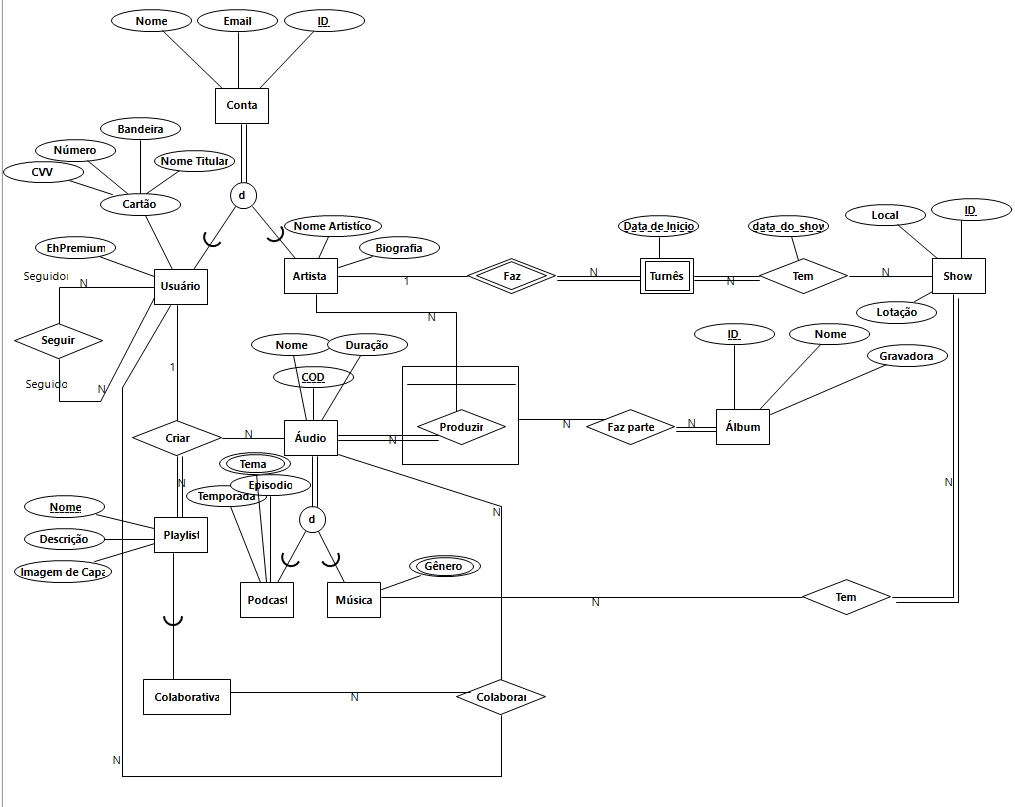 Nome
Email
ID
Conta
Bandeira
Número
Nome Titular
CVV
Cartão
d
Nome Artístico
Biografia
EhPremium
Seguidor
N
Usuário
Artista
1
Faz
N
Data de Inicio
Turnês
N
data_do_show
Tem
N
Local
ID
Show
Lotação
Seguir
Seguido
N
N
Nome
Duração
COD
ID
Nome
Gravadora
1
Criar
N
Áudio
N
Produzir
N
Faz parte
N
Álbum
Tema
Episodio
Temporada
N
Nome
Descrição
Imagem de Capa
Playlist
d
N
N
Gênero
Podcast
Música
N
Tem
Colaborativa
N
Colaborar
N